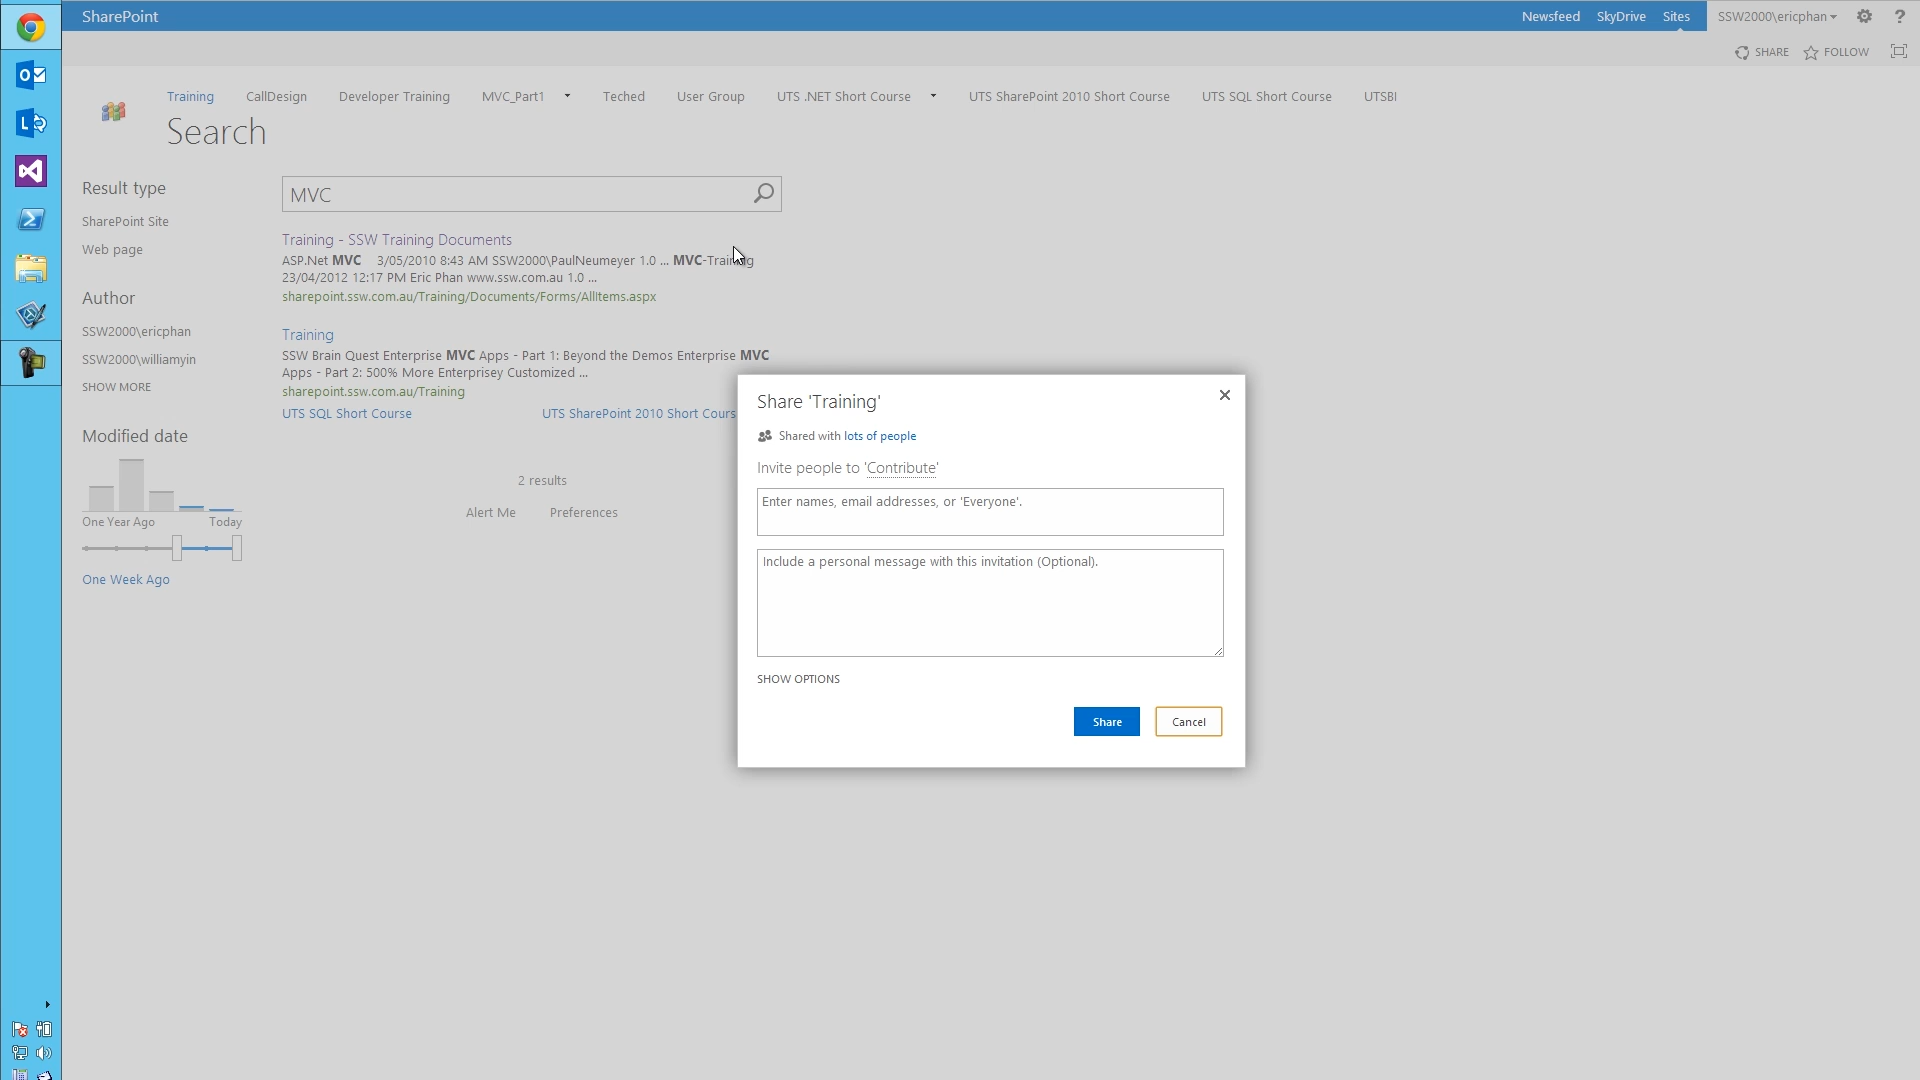 SharePoint
Newsfeed SkyDrive Sites SSW2000\ericphan ?
SHARE FOLLOW
Training CallDesign Developer Training MVC_Part1 Teched User Group UTS .NET Short Course UTS SharePoint 2010 Short Course UTS SQL Short Course UTSBI
Search
Result type
SharePoint Site
Web page
Author
SSW2000\ericphan
SSW2000\williamyin
SHOW MORE
Modified date
One Year Ago Today
One Week Ago
MVC
Training - SSW Training Documents
ASP.Net MVC 3/05/2010 8:43 AM SSW2000\PaulNeumeyer 1.0 ... MVC-Training
23/04/2012 12:17 PM Eric Phan www.ssw.com.au 1.0 ...
sharepoint.ssw.com.au/Training/Documents/Forms/AllItems.aspx
Training
SSW Brain Quest Enterprise MVC Apps - Part 1: Beyond the Demos Enterprise MVC
Apps - Part 2: 500% More Enterprisey Customized ...
sharepoint.ssw.com.au/Training
UTS SQL Short Course UTS SharePoint 2010 Short Cours
2 results
Alert Me Preferences
Share 'Training'
Shared with lots of people
Invite people to 'Contribute'
Enter names, email addresses, or 'Everyone'.
Include a personal message with this invitation (Optional).
SHOW OPTIONS
Share Cancel